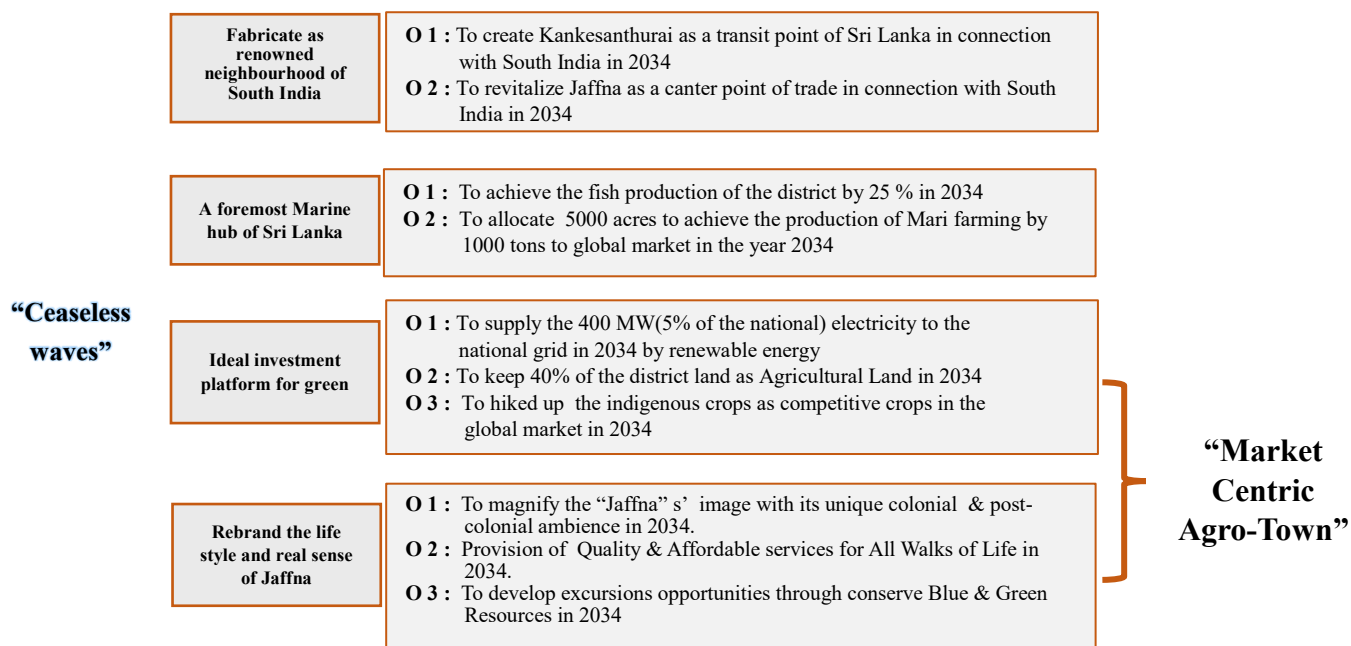 Fabricate as
renowned
neighbourhood of
South India
O 1 : To create Kankesanthurai as a transit point of Sri Lanka in connection
with South India in 2034
O 2 : To revitalize Jaffna as a canter point of trade in connection with South
India in 2034
A foremost Marine
hub of Sri Lanka
O 1 : To achieve the fish production of the district by 25 % in 2034
O 2 : To allocate 5000 acres to achieve the production of Mari farming by
1000 tons to global market in the year 2034
“Ceaseless
waves”
Ideal investment
platform for green
O 1 : To supply the 400 MW(5% of the national) electricity to the
national grid in 2034 by renewable energy
O 2 : To keep 40% of the district land as Agricultural Land in 2034
O 3 : To hiked up the indigenous crops as competitive crops in the
global market in 2034
Rebrand the life
style and real sense
of Jaffna
O 1 : To magnify the “Jaffna” s’ image with its unique colonial & post-
colonial ambience in 2034.
O 2 : Provision of Quality & Affordable services for All Walks of Life in
2034.
O 3 : To develop excursions opportunities through conserve Blue & Green
Resources in 2034
“Market
Centric
Agro-Town”